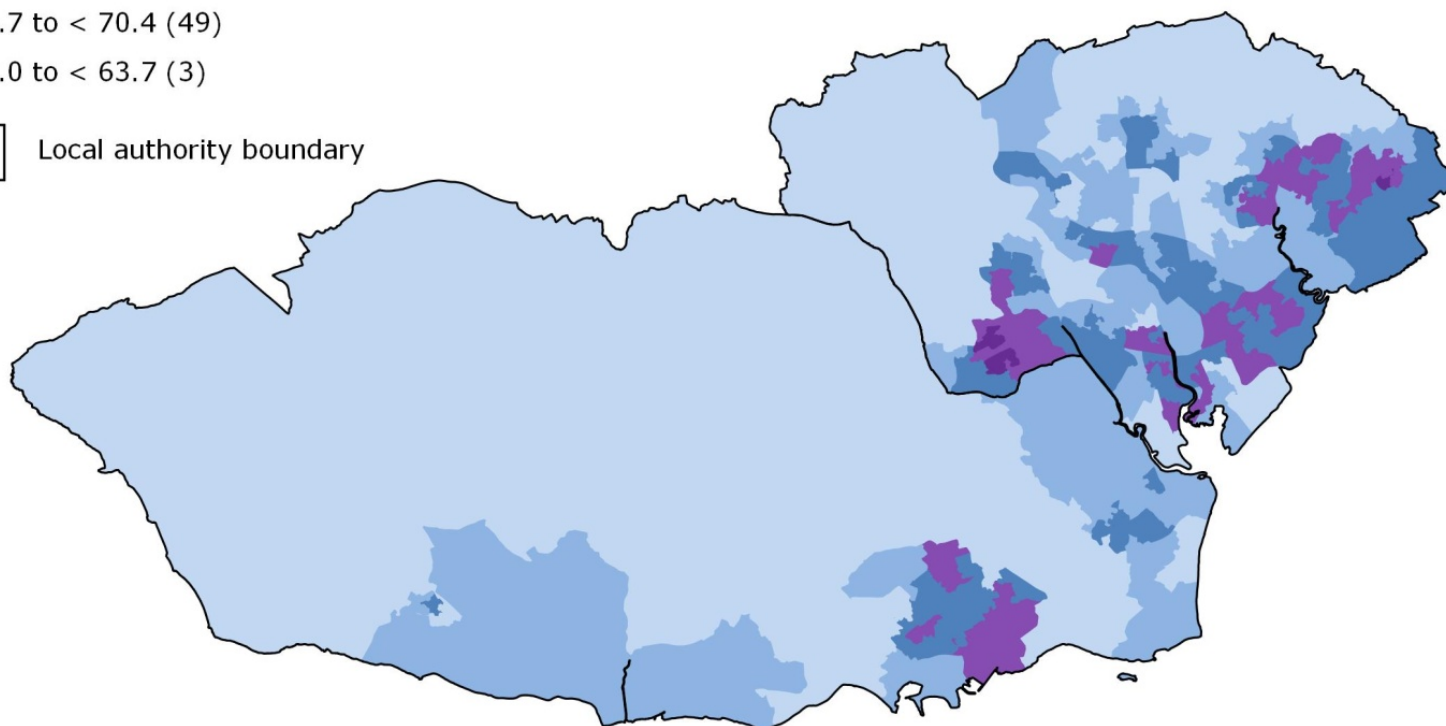 .7 to < 70.4 (49)
.0 to < 63.7 (3)
Local authority boundary